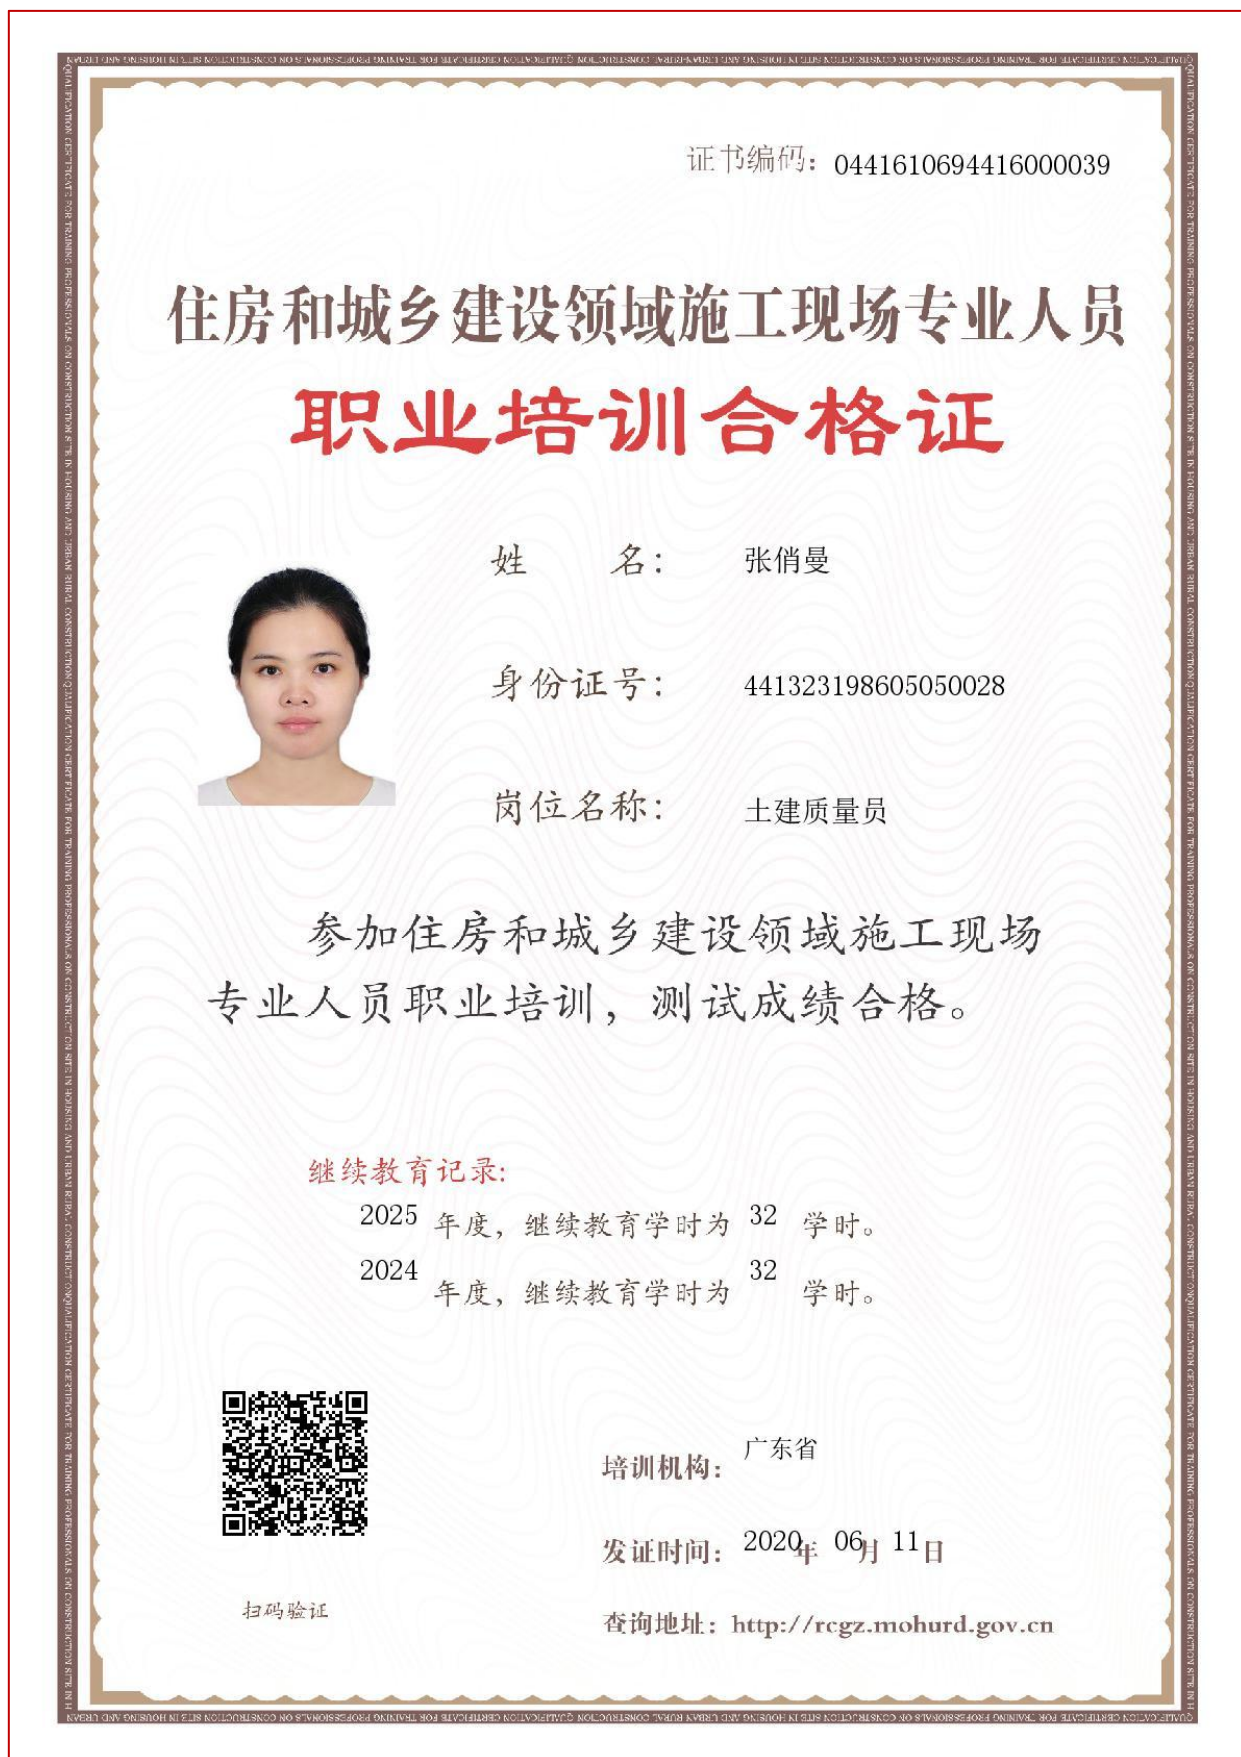 证书编码：0441610694416000039
住房和城乡建设领域施工现场专业人员
职业培训合格证
姓 名： 张俏曼
身份证号： 441323198605050028
岗位名称： 土建质量员
参加住房和城乡建设领域施工现场
专业人员职业培训，测试成绩合格。
继续教育记录:
2025 年度，继续教育学时为 32 学时。
2024 年度，继续教育学时为 32 学时。
培训机构： 广东省
发证时间： 2020年 06月 11日
扫码验证
查询地址：http://rcgz.mohurd.gov.cn